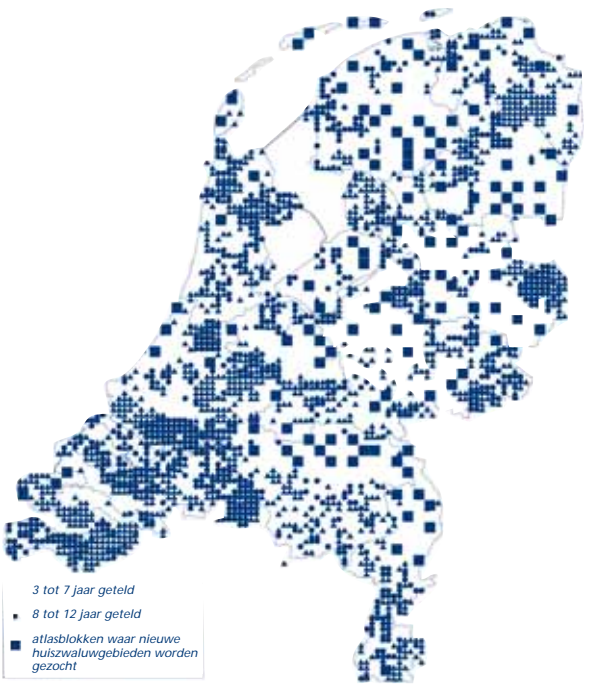 3 tot 7 jaar geteld
8 tot 12 jaar geteld
atlasblokken waar nieuwe
huiszwaluwgebieden worden
gezocht